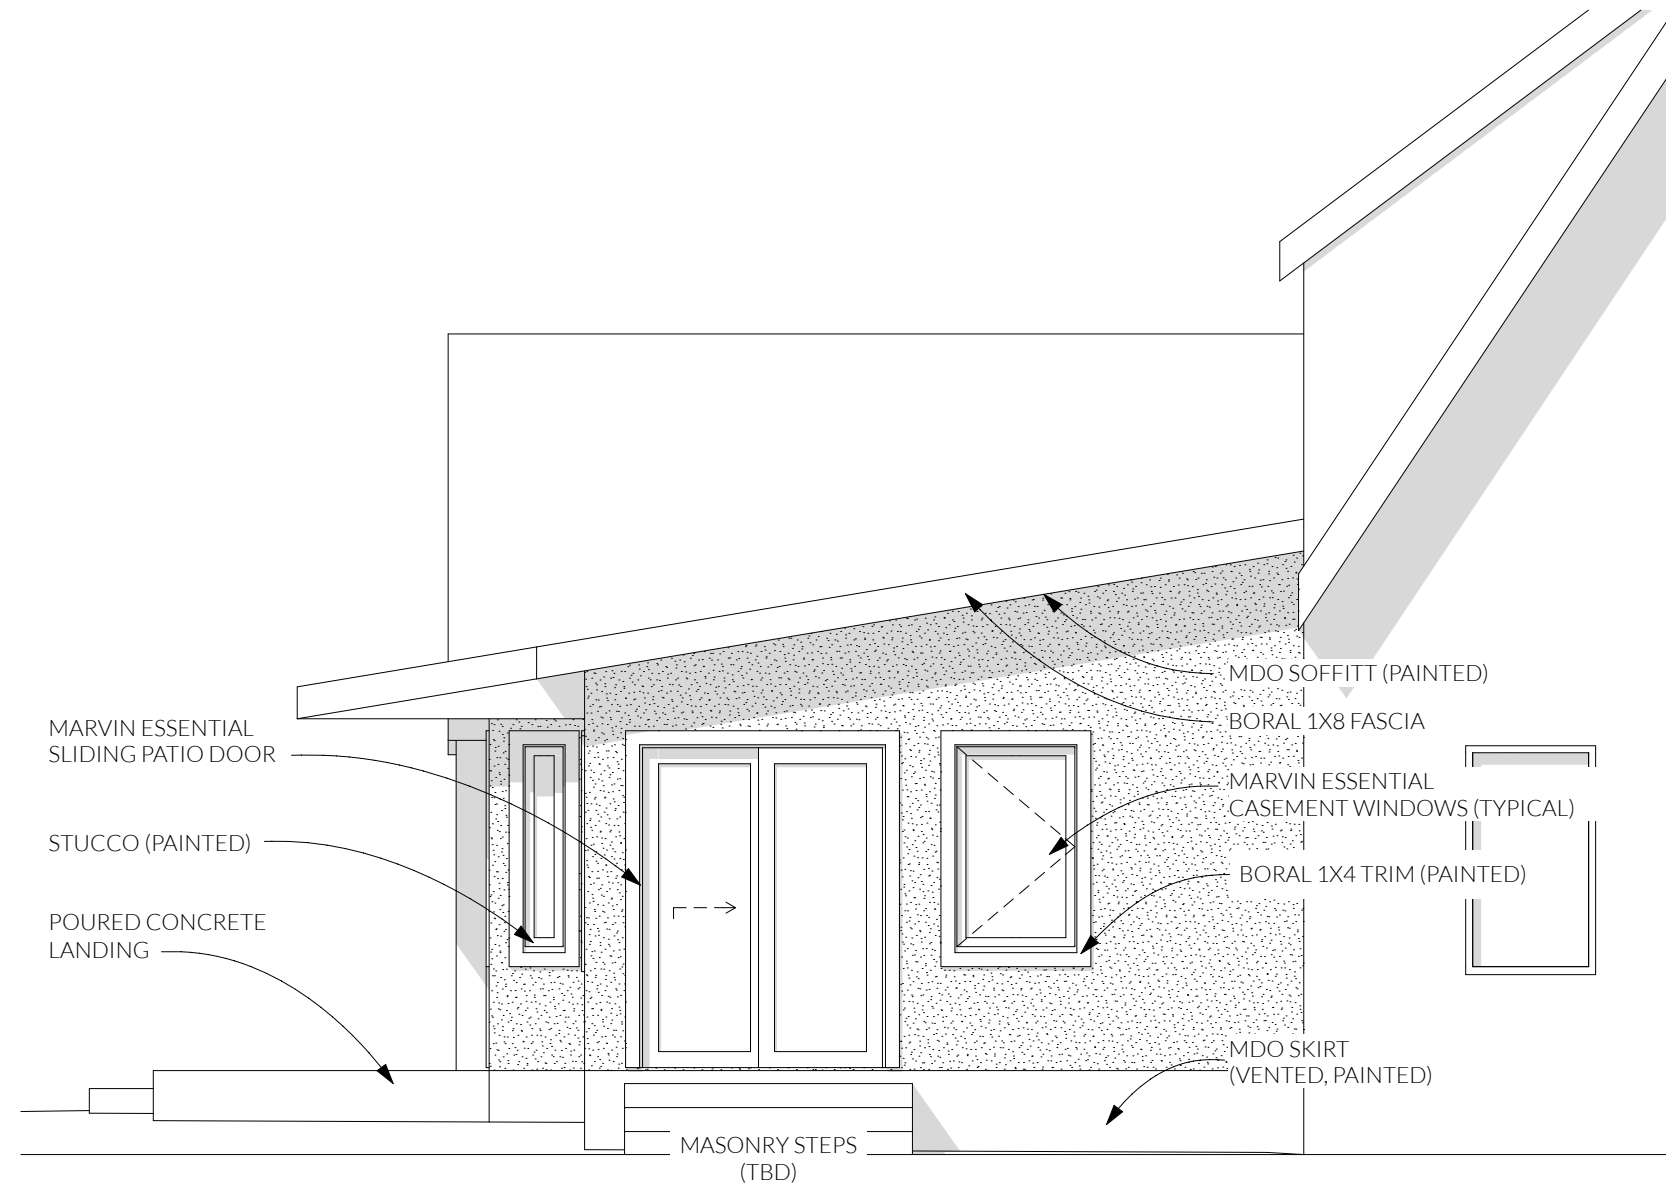 MDO SOFFITT (PAINTED)
BORAL 1X8 FASCIA
MARVIN ESSENTIAL
SLIDING PATIO DOOR
MARVIN ESSENTIAL
CASEMENT WINDOWS (TYPICAL)
STUCCO (PAINTED)
BORAL 1X4 TRIM (PAINTED)
POURED CONCRETE
LANDING
MDO SKIRT
(VENTED, PAINTED)
MASONRY STEPS
(TBD)